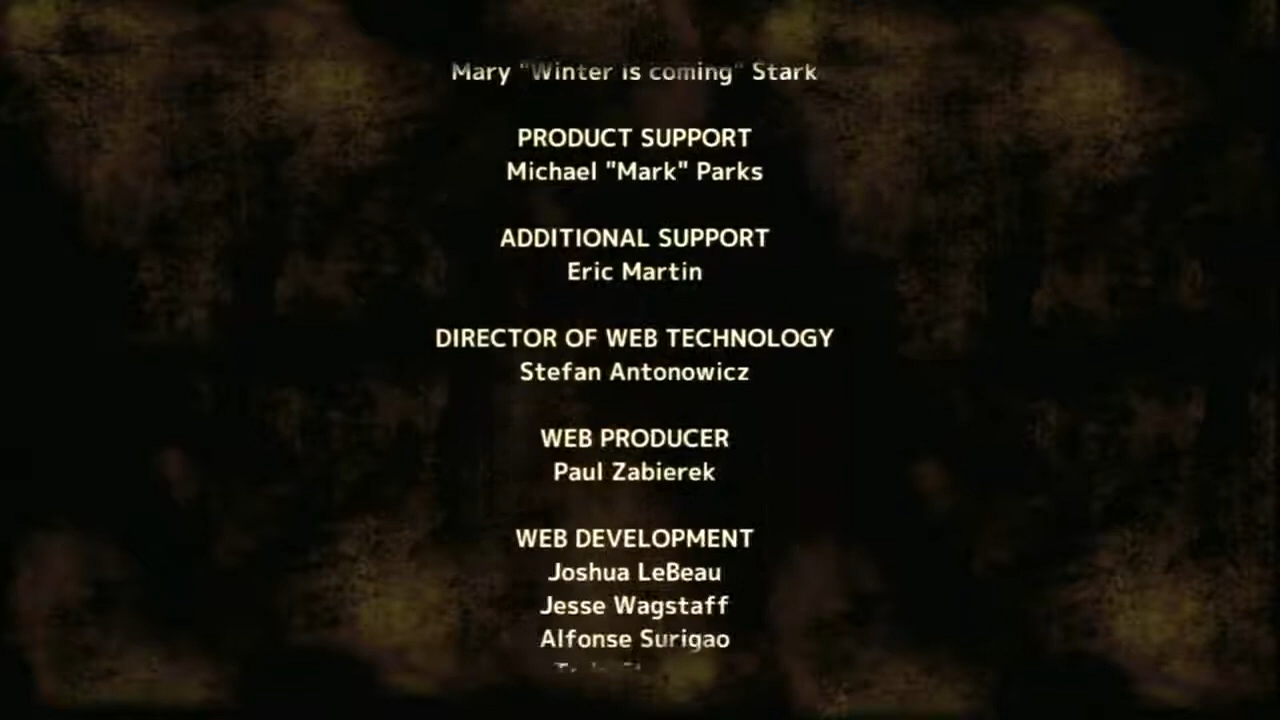 Mary "Winter is coming" Stark
PRODUCT SUPPORT
Michael "Mark" Parks
ADDITIONAL SUPPORT
Eric Martin
DIRECTOR OF WEB TECHNOLOGY
Stefan Antonowicz
WEB PRODUCER
Paul Zabierek
WEB DEVELOPMENT
Joshua LeBeau
Jesse Wagstaff
Alfonse Surigao